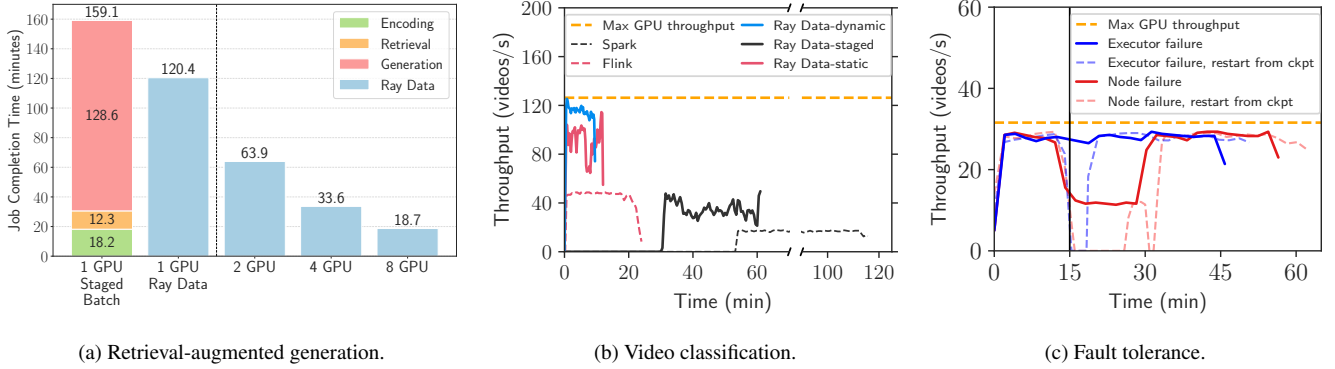 Job Completion Time (minutes)
160
140
120
100
80
60
40
20
0
159.1
128.6
12.3
18.2
120.4
63.9
33.6
18.7
Encoding
Retrieval
Generation
Ray Data
1 GPU
Staged
Batch
1 GPU
Ray Data
2 GPU
4 GPU
8 GPU
(a) Retrieval-augmented generation.
Throughput (videos/s)
200
160
120
80
40
0
Max GPU throughput
Spark
Flink
Ray Data-dynamic
Ray Data-staged
Ray Data-static
0
20
40
60
100
120
Time (min)
(b) Video classification.
Throughput (videos/s)
60
40
20
0
Max GPU throughput
Executor failure
Executor failure, restart from ckpt
Node failure
Node failure, restart from ckpt
0
15
30
45
60
Time (min)
(c) Fault tolerance.